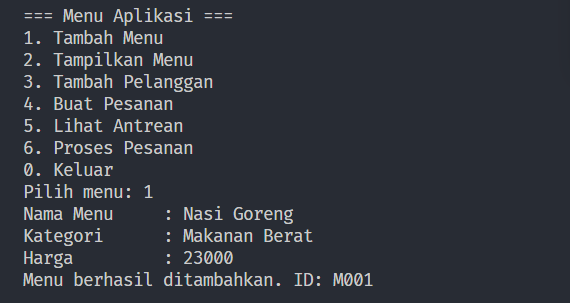 === Menu Aplikasi ===
1. Tambah Menu
2. Tampilkan Menu
3. Tambah Pelanggan
4. Buat Pesanan
5. Lihat Antrean
6. Proses Pesanan
0. Keluar
Pilih menu: 1
Nama Menu     : Nasi Goreng
Kategori      : Makanan Berat
Harga         : 23000
Menu berhasil ditambahkan. ID: M001